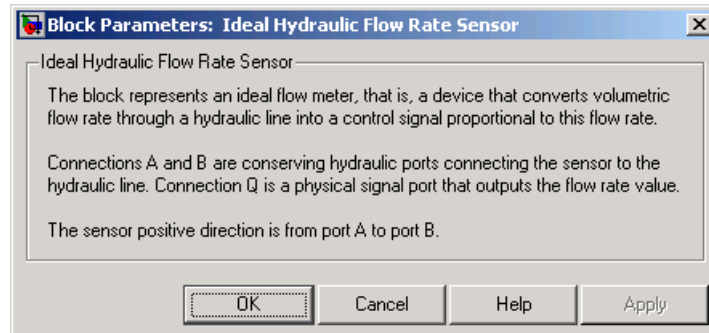 Block Parameters: Ideal Hydraulic Flow Rate Sensor
Ideal Hydraulic Flow Rate Sensor
The block represents an ideal flow meter, that is, a device that converts volumetric
flow rate through a hydraulic line into a control signal proportional to this flow rate.
Connections A and B are conserving hydraulic ports connecting the sensor to the
hydraulic line. Connection Q is a physical signal port that outputs the flow rate value.
The sensor positive direction is from port A to port B.
OK Cancel Help Apply